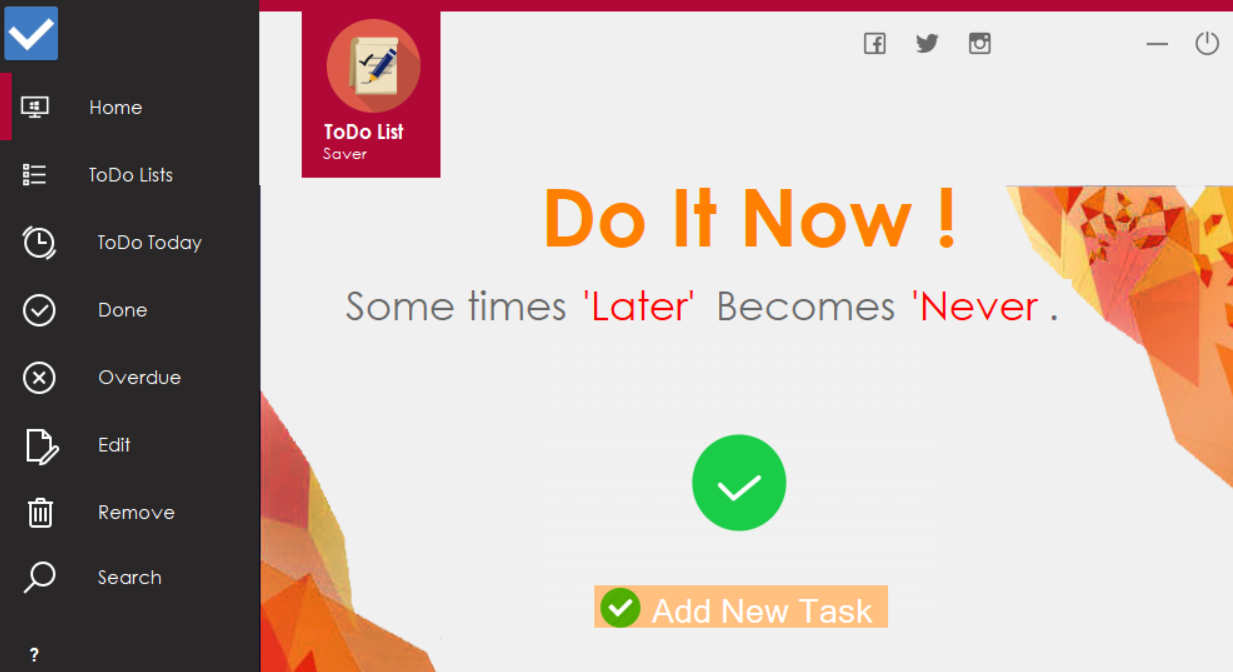 Home
ToDo Lists
ToDo Today
Done
Overdue
Edit
Remove
Search
?
ToDo List
Saver
Do It Now !
Some times 'Later' Becomes 'Never .
Add New Task